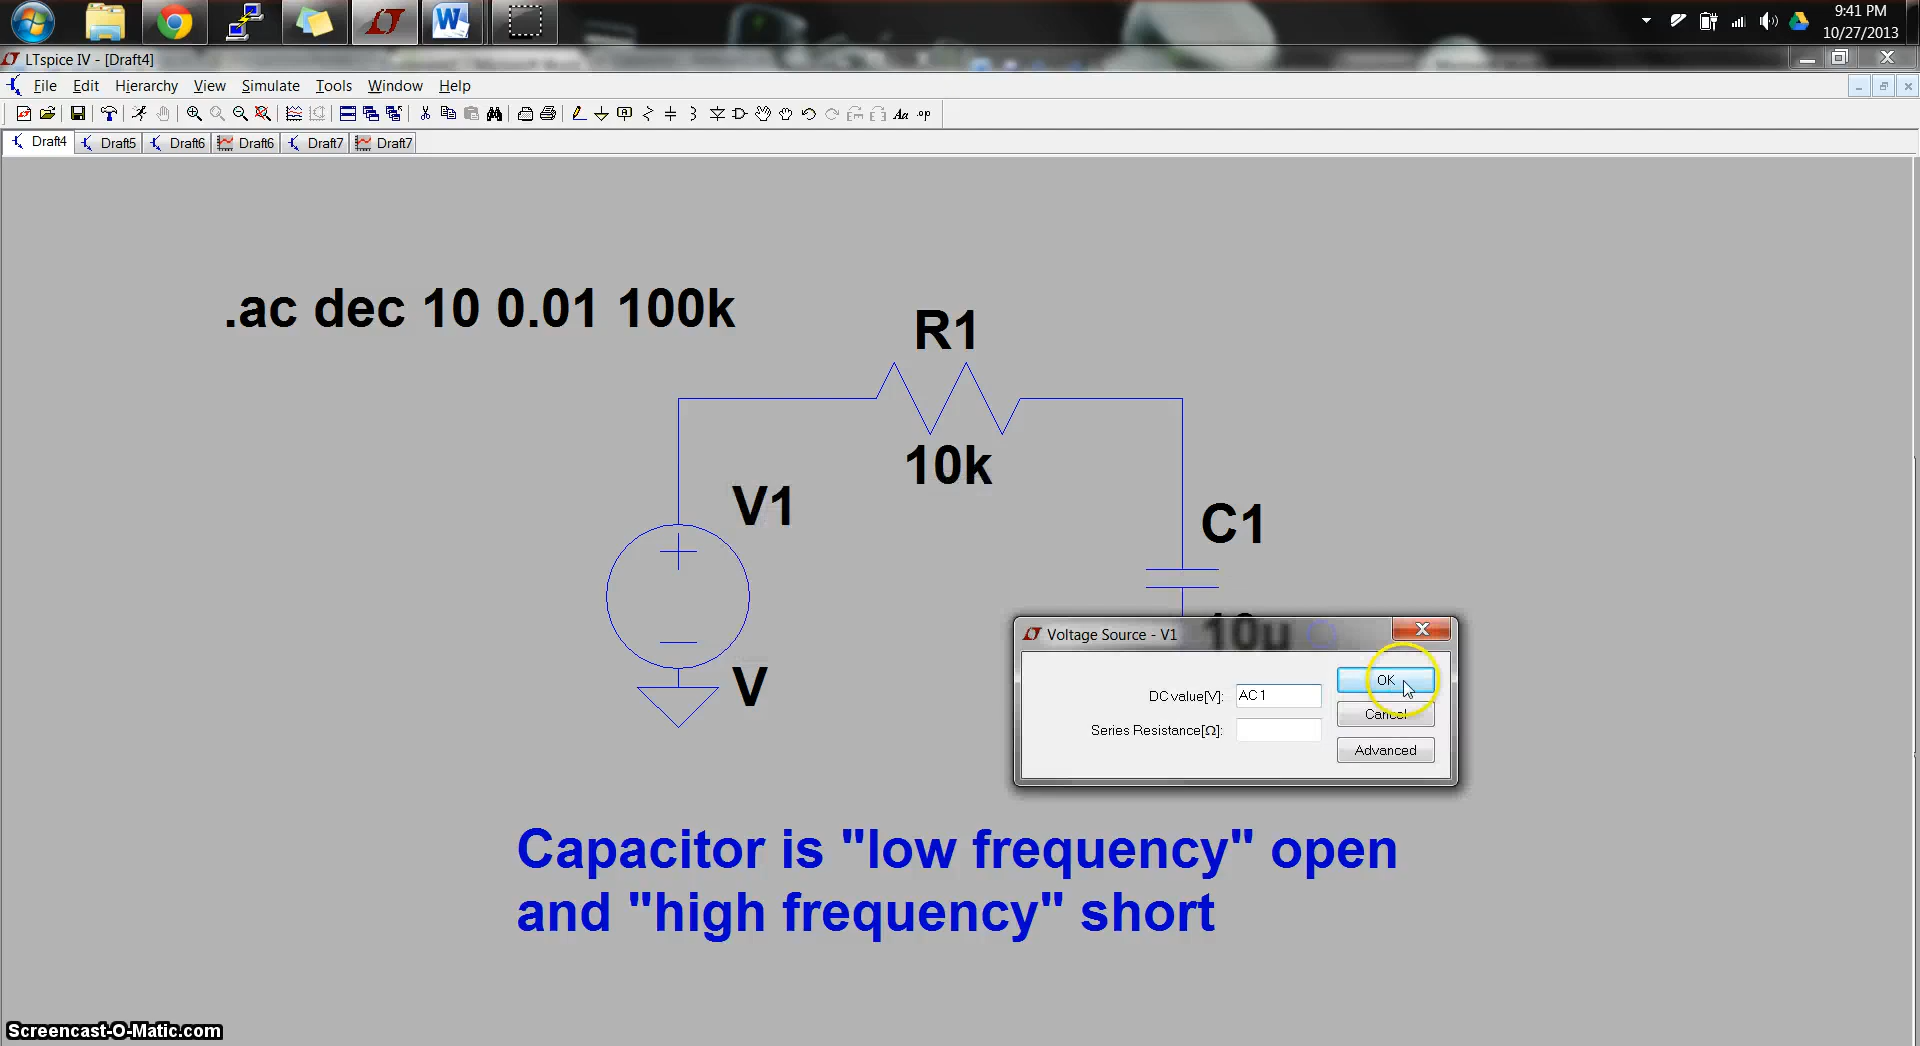 9:41 PM
10/27/2013
LTspice IV - [Draft4]
File Edit Hierarchy View Simulate Tools Window Help
Draft4 Draft5 Draft6 Draft6 Draft7 Draft7
.ac dec 10 0.01 100k
R1
10k
V1
C1
10µ
V
Voltage Source - V1
DC value[V]: AC 1
OK
Series Resistance[Ω]:
Cancel
Advanced
Capacitor is "low frequency" open
and "high frequency" short
Screencast-O-Matic.com